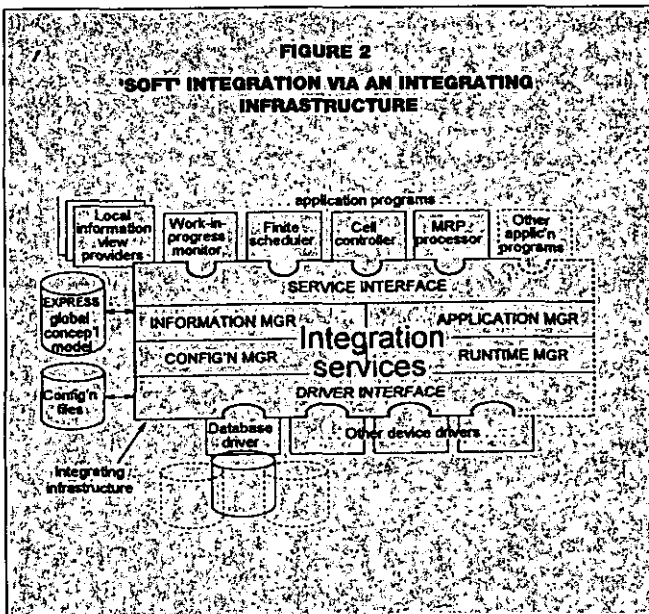 FIGURE 2
'SOFT' INTEGRATION VIA AN INTEGRATING
INFRASTRUCTURE
application programs
Local
information
view
providers
Work-in-
progress
monitor
Finite
scheduler
Cell
controller
MRP
processor
Other
applic'n
programs
SERVICE INTERFACE
EXPRESS
global
concep'l
model
INFORMATION MGR
APPLICATION MGR
Integration
services
CONFIG'N MGR
RUNTIME MGR
Config'n
files
DRIVER INTERFACE
Database
driver
Other device drivers
Integrating
infrastructure